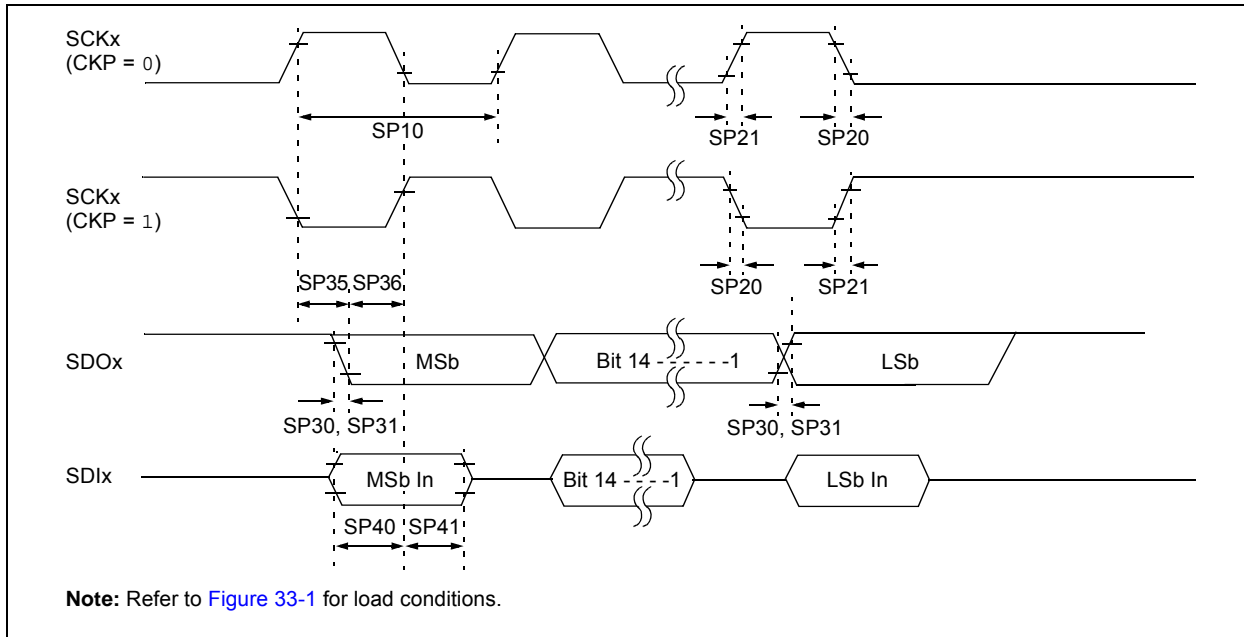 SCKx
(CKP = 0)
SP10
SP21
SP20
SCKx
(CKP = 1)
SP35
SP36
SP20
SP21
SDOx
MSb
Bit 14 - - - - - -1
LSb
SP30, SP31
SP30, SP31
SDIx
MSb In
Bit 14 - - - -1
LSb In
SP40
SP41
Note: Refer to Figure 33-1 for load conditions.